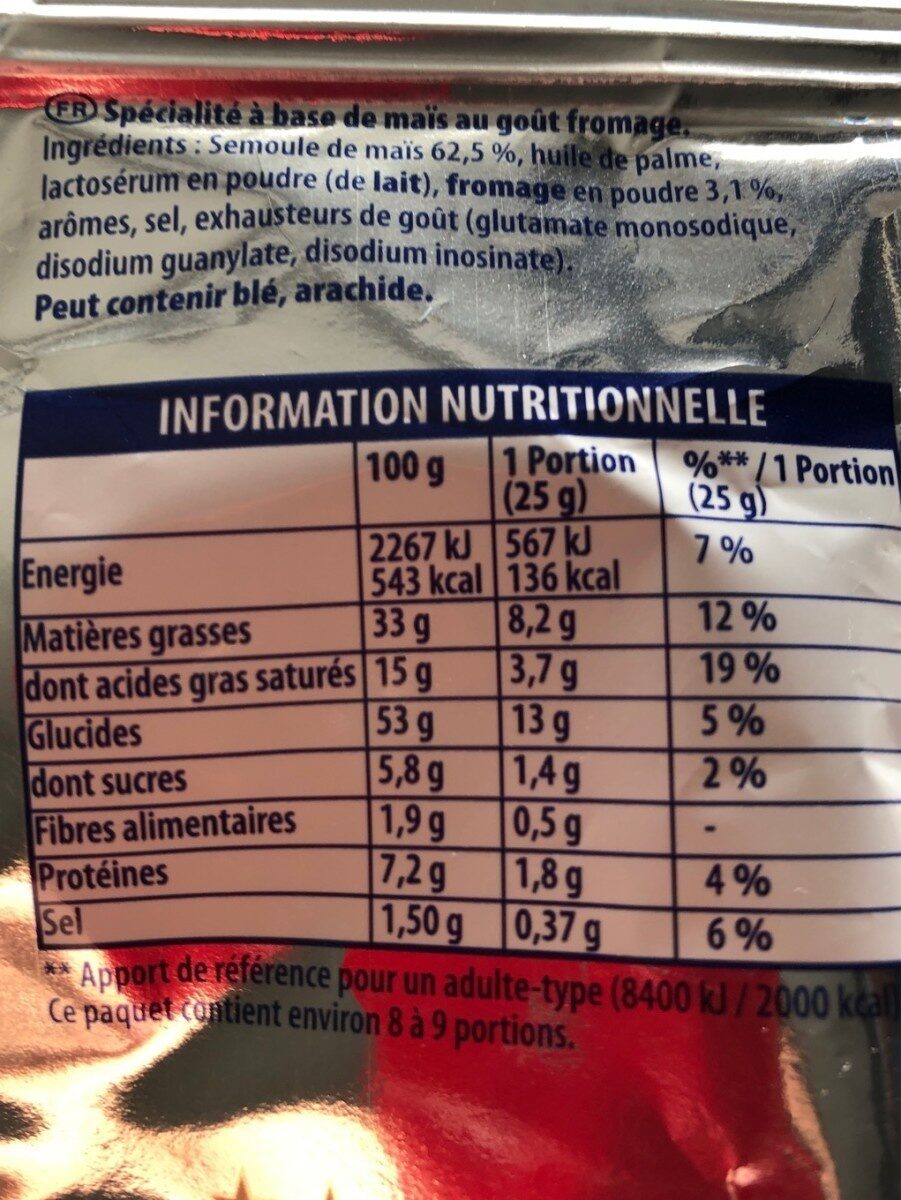 FR Spécialité à base de maïs au goût fromage.
Ingrédients : Semoule de maïs 62,5 %, huile de palme,
lactosérum en poudre (de lait), fromage en poudre 3,1 %,
arômes, sel, exhausteurs de goût (glutamate monosodique,
disodium guanylate, disodium inosinate).
Peut contenir blé, arachide.
INFORMATION NUTRITIONNELLE
100 g 1 Portion (25 g) %** / 1 Portion (25 g)
Energie 2267 kJ 543 kcal 567 kJ 136 kcal 7 %
Matières grasses 33 g 8,2 g 12 %
dont acides gras saturés 15 g 3,7 g 19 %
Glucides 53 g 13 g 5 %
dont sucres 5,8 g 1,4 g 2 %
Fibres alimentaires 1,9 g 0,5 g -
Protéines 7,2 g 1,8 g 4 %
Sel 1,50 g 0,37 g 6 %
** Apport de référence pour un adulte-type (8400 kJ / 2000 kcal)
Ce paquet contient environ 8 à 9 portions.